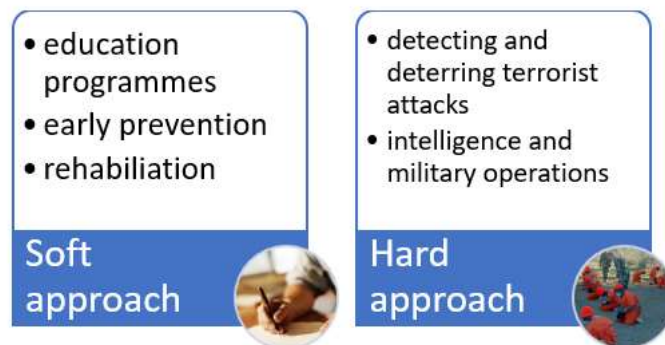 • education
programmes
• early prevention
• rehabiliation
Soft
approach
• detecting and
deterring terrorist
attacks
• intelligence and
military operations
Hard
approach